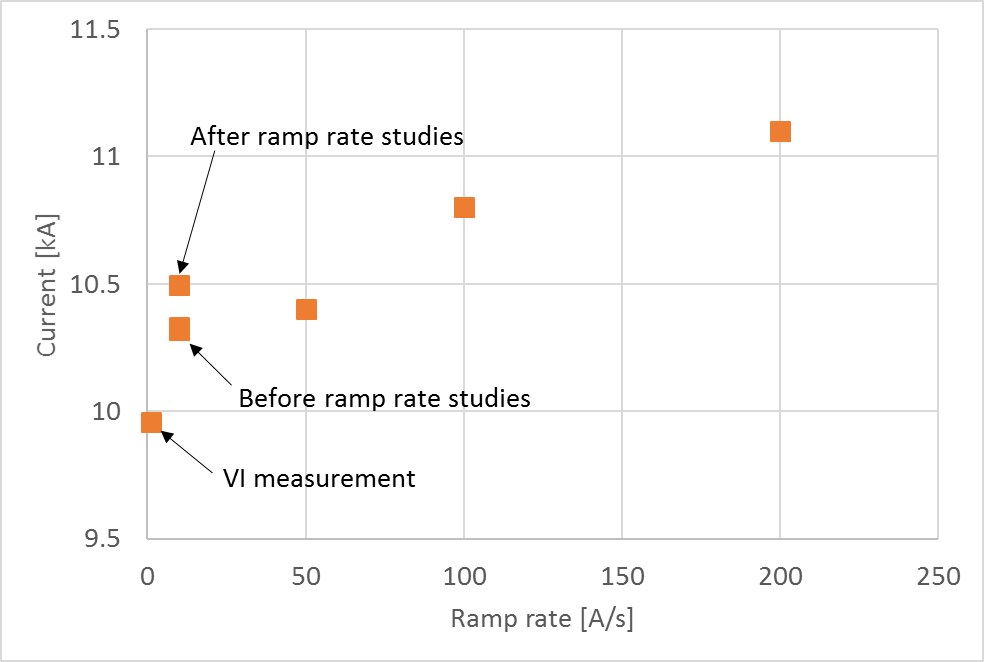 11.5
After ramp rate studies
11
Current [kA]
10.5
Before ramp rate studies
10
VI measurement
9.5
0 50 100 150 200 250
Ramp rate [A/s]